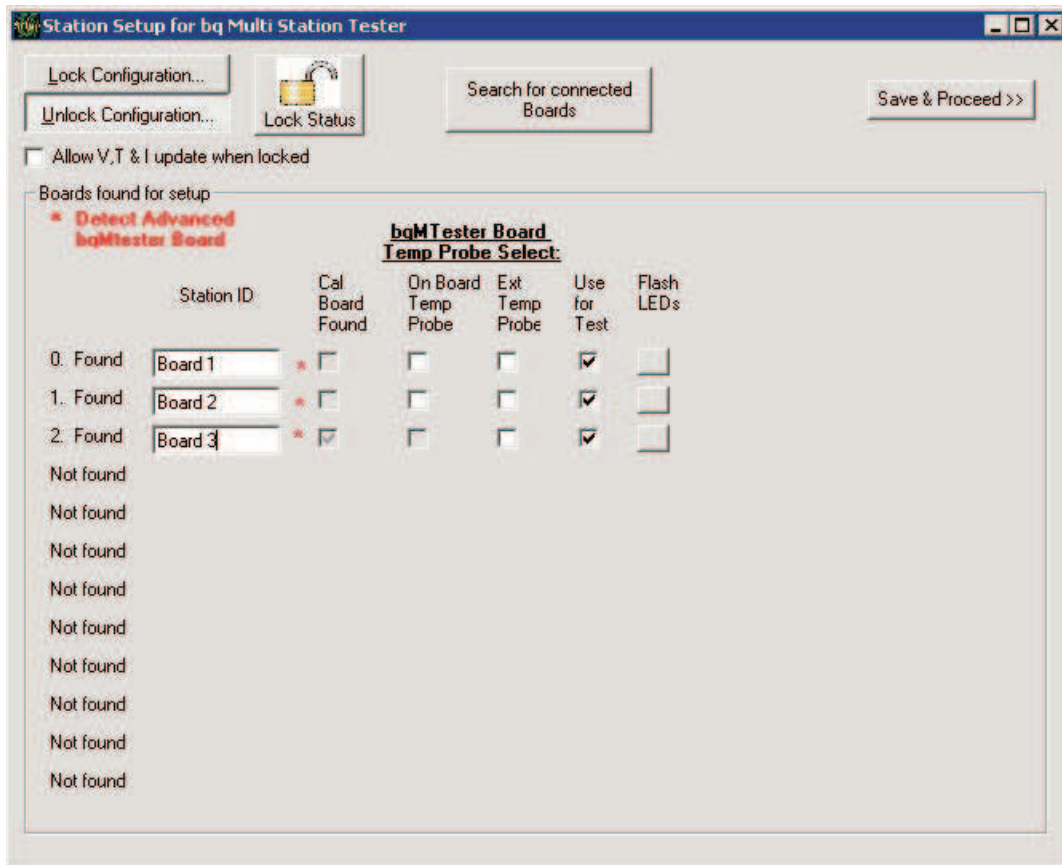 Station Setup for bq Multi Station Tester
Lock Configuration...
Unlock Configuration...
Lock Status
Search for connected
Boards
Save & Proceed >>
Allow V,T & I update when locked
Boards found for setup
* Detect Advanced
bqMtester Board
bqMTester Board
Temp Probe Select:
Station ID
Cal
Board
Found
On Board
Temp
Probe
Ext
Temp
Probe
Use
for
Test
Flash
LEDs
0. Found Board 1 *
1. Found Board 2 *
2. Found Board 3 *
Not found
Not found
Not found
Not found
Not found
Not found
Not found
Not found
Not found